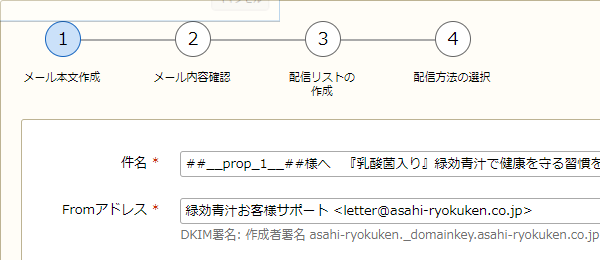 キャンセル
1 2 3 4
メール本文作成 メール内容確認 配信リストの 配信方法の選択
作成
件名 * ##__prop_1__##様へ 『乳酸菌入り』緑効青汁で健康を守る習慣を
Fromアドレス * 緑効青汁お客様サポート <letter@asahi-ryokuken.co.jp>
DKIM署名: 作成者署名 asahi-ryokuken._domainkey.asahi-ryokuken.co.jp